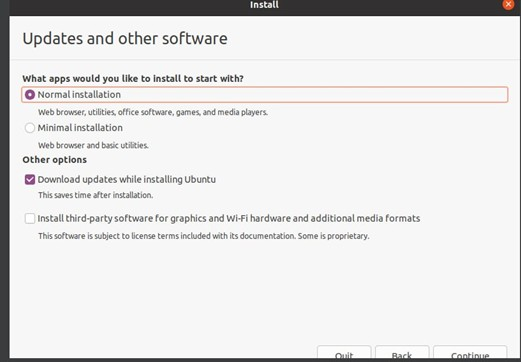 Install
Updates and other software
What apps would you like to install to start with?
Normal installation
Web browser, utilities, office software, games, and media players.
Minimal installation
Web browser and basic utilities.
Other options
Download updates while installing Ubuntu
This saves time after installation.
Install third-party software for graphics and Wi-Fi hardware and additional media formats
This software is subject to license terms included with its documentation. Some is proprietary.
Quit Back Continue